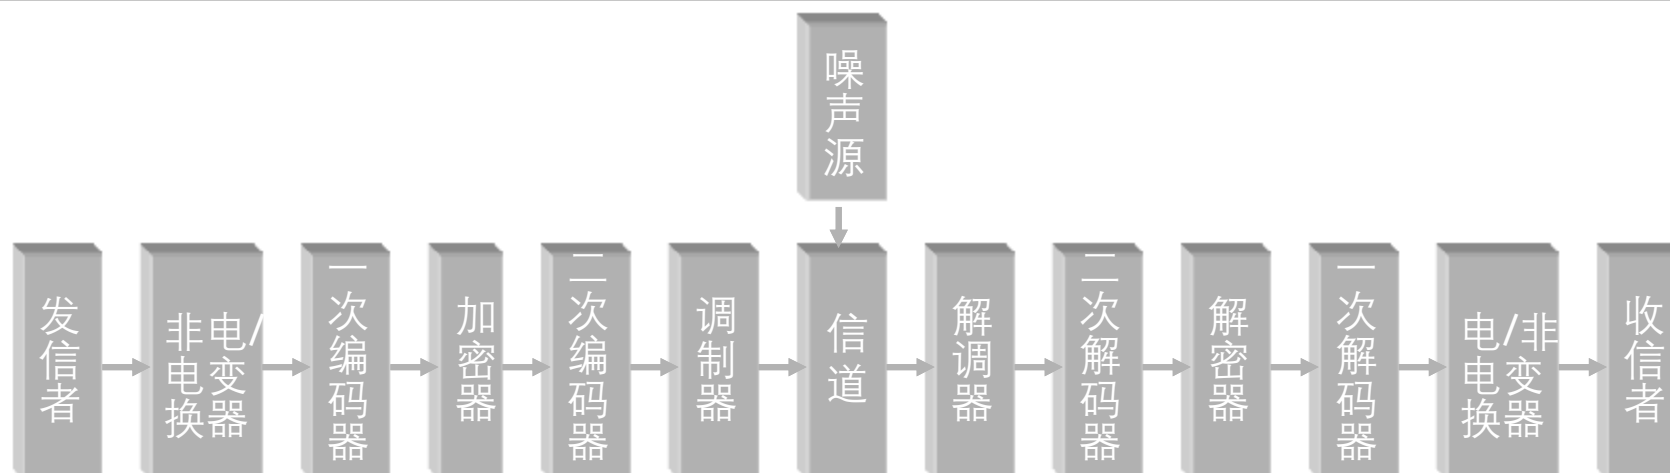 噪声源
发信者
非电/电变换器
一次编码器
加密器
二次编码器
调制器
信道
解调器
二次解码器
解密器
一次解码器
电/非电变换器
收信者